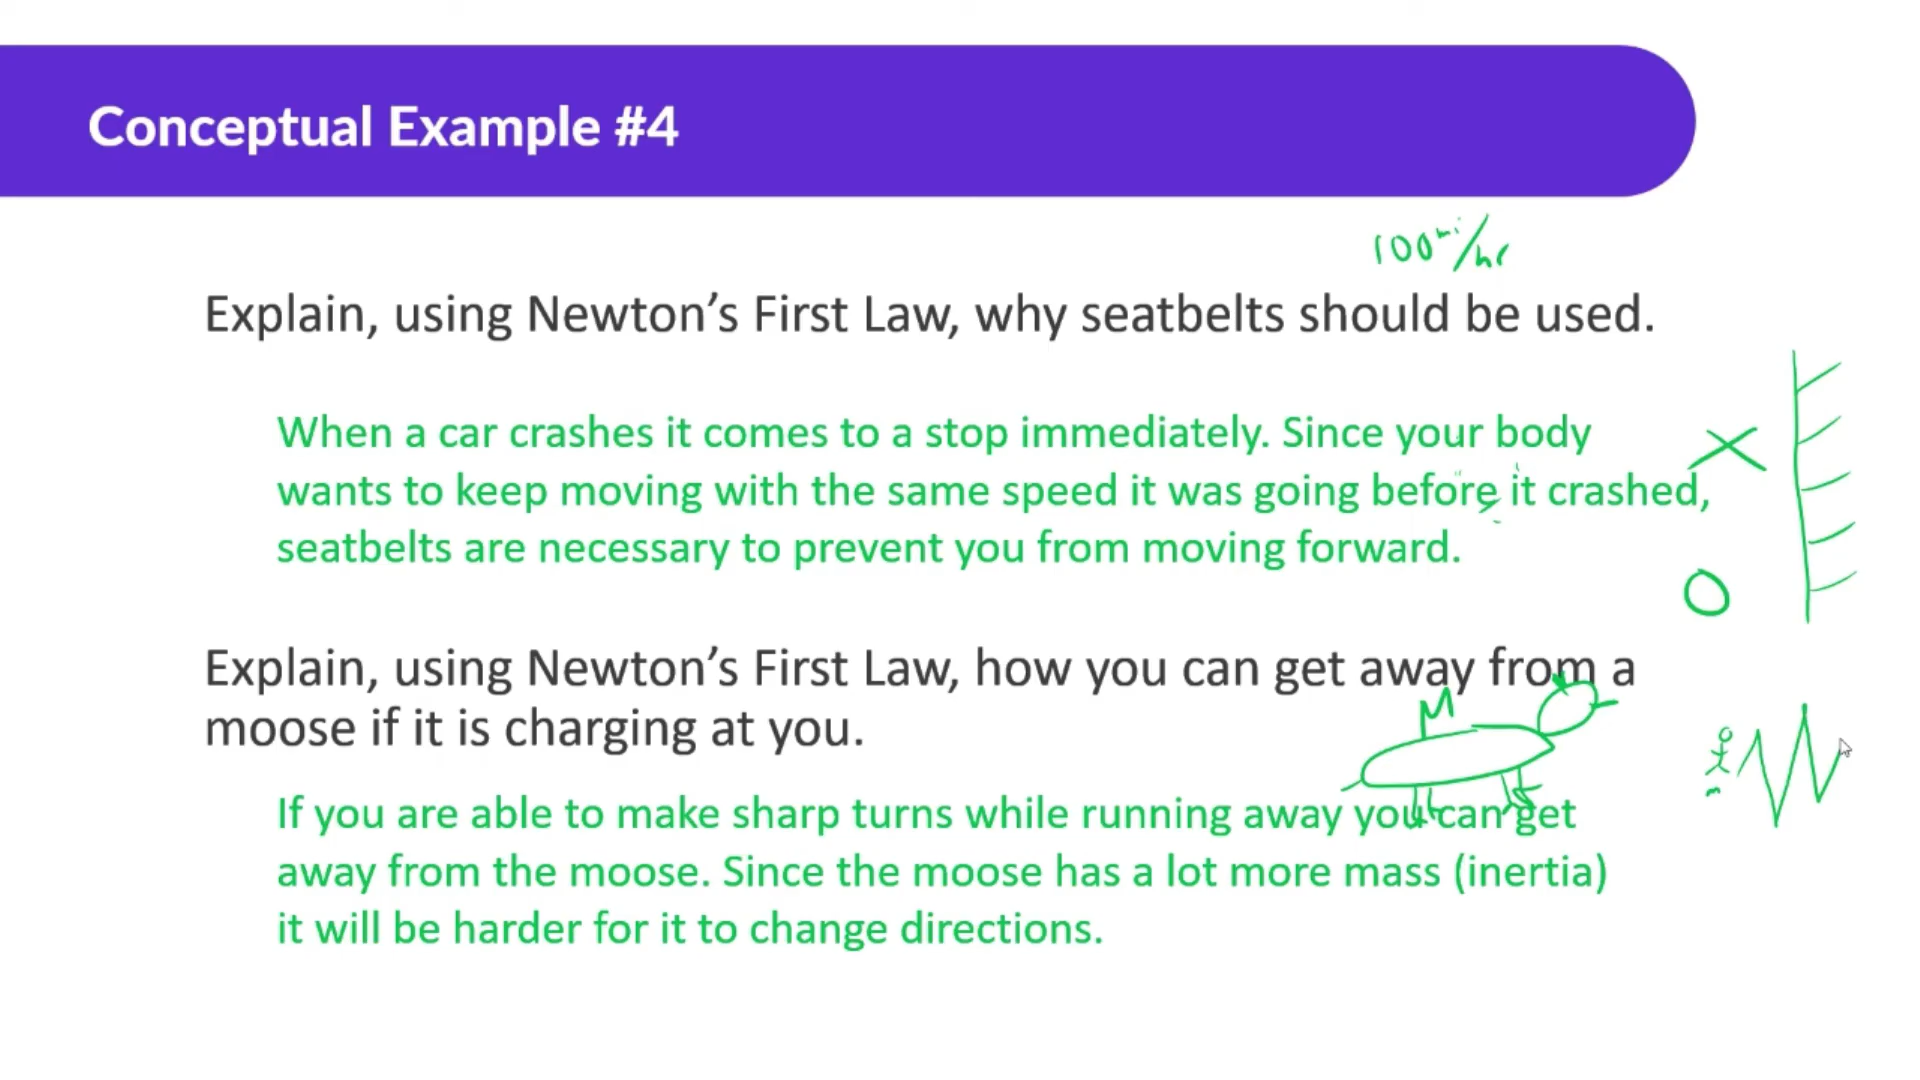 Conceptual Example #4
100 mi/hr
Explain, using Newton’s First Law, why seatbelts should be used.
When a car crashes it comes to a stop immediately. Since your body
wants to keep moving with the same speed it was going before it crashed,
seatbelts are necessary to prevent you from moving forward.
Explain, using Newton’s First Law, how you can get away from a
moose if it is charging at you.
M
If you are able to make sharp turns while running away you can get
away from the moose. Since the moose has a lot more mass (inertia)
it will be harder for it to change directions.